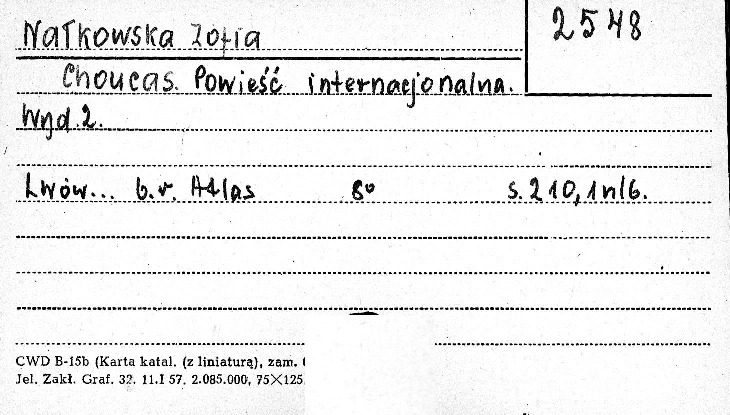 2548
Nałkowska Zofia
Choucas. Powieść internacjonalna.
Wyd. 2.
Lwów... b.r. Atlas 8º s. 210, 1 nlb.
CWD B-15b (Karta katal. (z liniaturą), zam.
Jel. Zakł. Graf. 32. 11.I 57. 2.085.000, 75×125